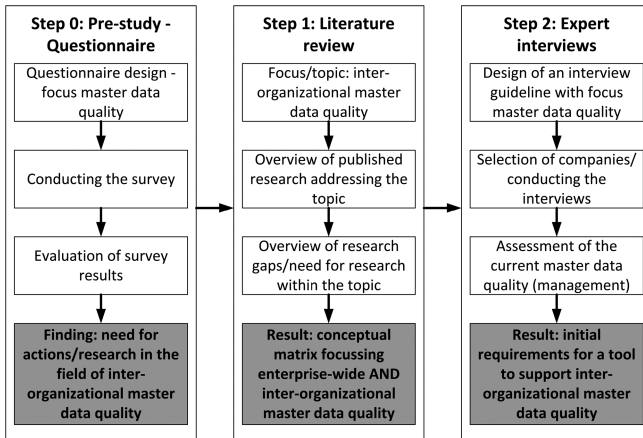 Step 0: Pre-study -
Questionnaire
Questionnaire design -
focus master data
quality
Conducting the survey
Evaluation of survey
results
Finding: need for
actions/research in the
field of inter-
organizational master
data quality
Step 1: Literature
review
Focus/topic: inter-
organizational master
data quality
Overview of published
research addressing the
topic
Overview of research
gaps/need for research
within the topic
Result: conceptual
matrix focussing
enterprise-wide AND
inter-organizational
master data quality
Step 2: Expert
interviews
Design of an interview
guideline with focus
master data quality
Selection of companies/
conducting the
interviews
Assessment of the
current master data
quality (management)
Result: initial
requirements for a tool
to support inter-
organizational master
data quality